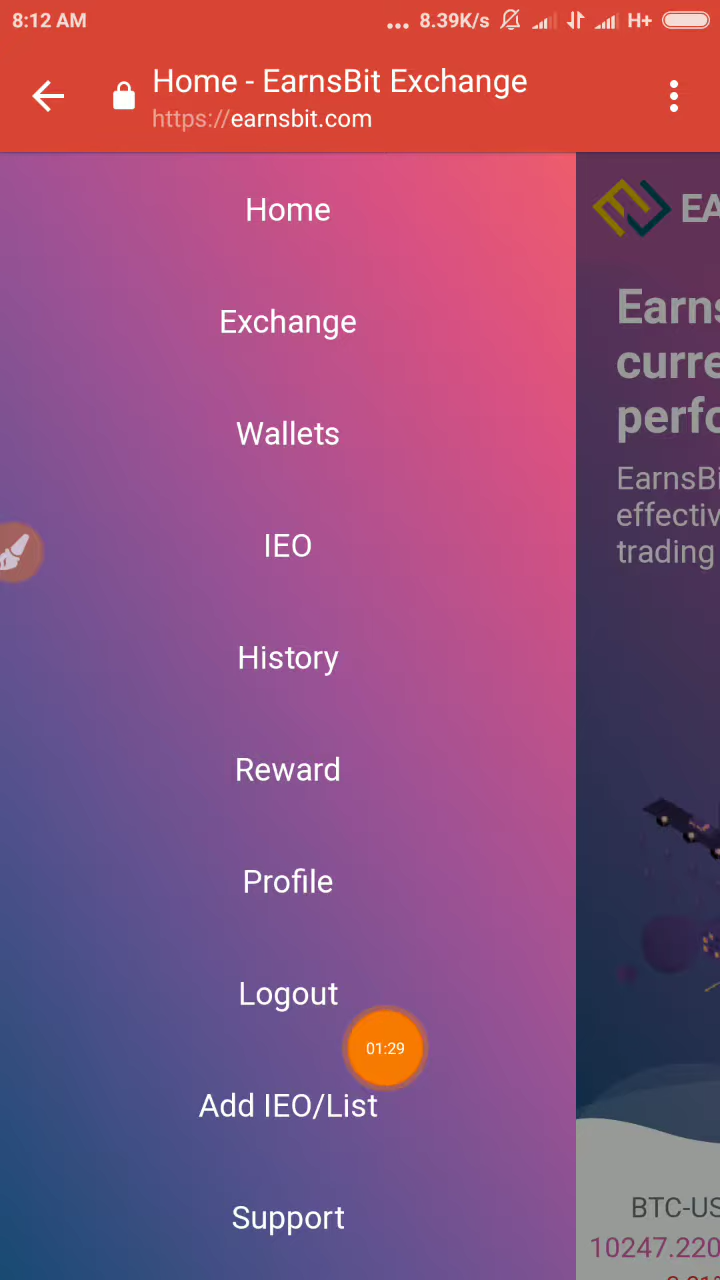 8:12 AM ... 8.39K/s H+
Home - EarnsBit Exchange
https://earnsbit.com
Home
Exchange
Wallets
IEO
History
Reward
Profile
Logout
01:29
Add IEO/List
Support
EA
Earns
curre
perfo
EarnsBi
effectiv
trading
BTC-US
10247.220